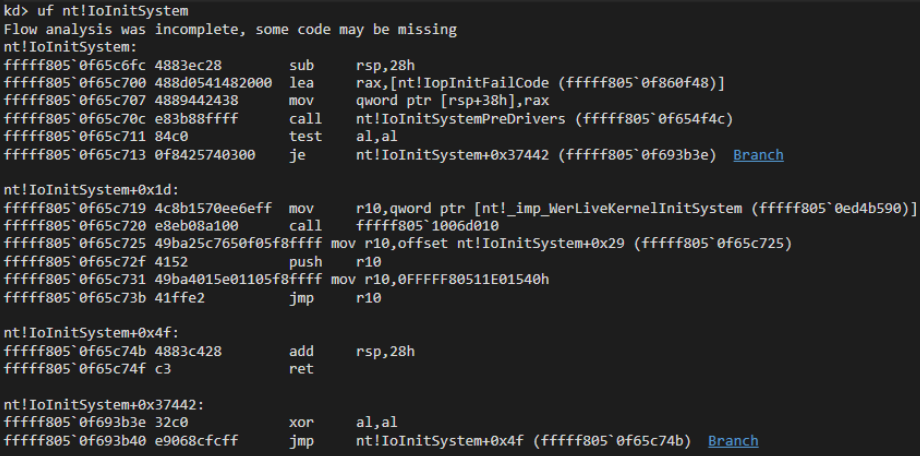 kd> uf nt!IoInitSystem
Flow analysis was incomplete, some code may be missing
nt!IoInitSystem:
fffff805`0f65c6fc 4883ec28 sub rsp,28h
fffff805`0f65c700 488d0541482000 lea rax,[nt!IopInitFailCode (fffff805`0f860f48)]
fffff805`0f65c707 4889442438 mov qword ptr [rsp+38h],rax
fffff805`0f65c70c e83b88ffff call nt!IoInitSystemPreDrivers (fffff805`0f654f4c)
fffff805`0f65c711 84c0 test al,al
fffff805`0f65c713 0f8425740300 je nt!IoInitSystem+0x37442 (fffff805`0f693b3e) Branch
nt!IoInitSystem+0x1d:
fffff805`0f65c719 4c8b1570ee6eff mov r10,qword ptr [nt!_imp_WerLiveKernelInitSystem (fffff805`0ed4b590)]
fffff805`0f65c720 e8eb08a100 call fffff805`1006d010
fffff805`0f65c725 49ba25c7650f05f8ffff mov r10,offset nt!IoInitSystem+0x29 (fffff805`0f65c725)
fffff805`0f65c72f 4152 push r10
fffff805`0f65c731 49ba4015e01105f8ffff mov r10,0FFFFF80511E01540h
fffff805`0f65c73b 41ffe2 jmp r10
nt!IoInitSystem+0x4f:
fffff805`0f65c74b 4883c428 add rsp,28h
fffff805`0f65c74f c3 ret
nt!IoInitSystem+0x37442:
fffff805`0f693b3e 32c0 xor al,al
fffff805`0f693b40 e9068cfcff jmp nt!IoInitSystem+0x4f (fffff805`0f65c74b) Branch